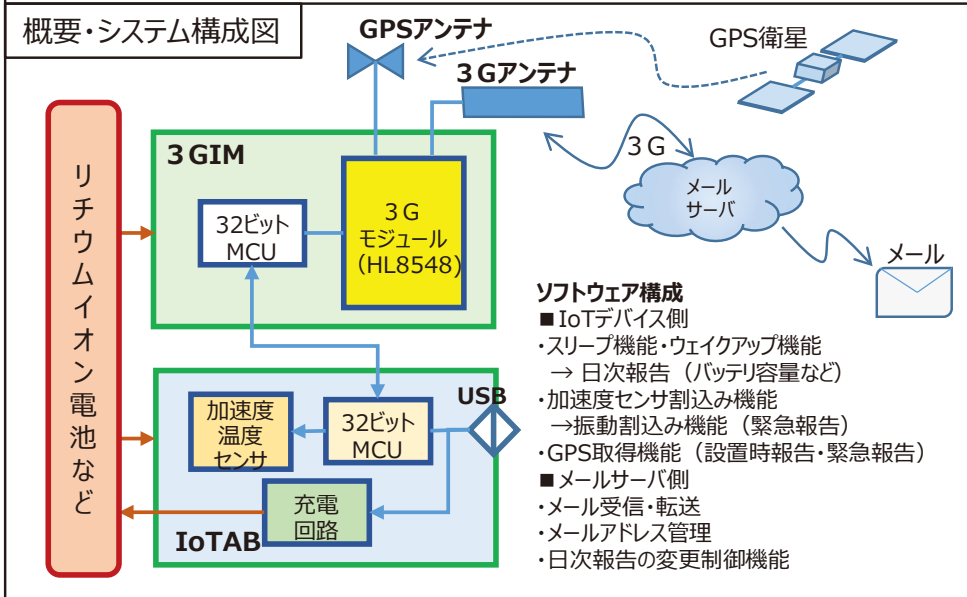 概要・システム構成図
GPSアンテナ
GPS衛星
3Gアンテナ
3GIM
3G
リチウムイオン電池など
32ビット
MCU
3G
モジュール
(HL8548)
メール
サーバ
メール
ソフトウェア構成
■IoTデバイス側
・スリープ機能・ウェイクアップ機能
→ 日次報告（バッテリ容量など）
・加速度センサ割込み機能
→振動割込み機能（緊急報告）
・GPS取得機能（設置時報告・緊急報告）
■メールサーバ側
・メール受信・転送
・メールアドレス管理
・日次報告の変更制御機能
USB
加速度
温度
センサ
32ビット
MCU
充電
回路
IoTAB